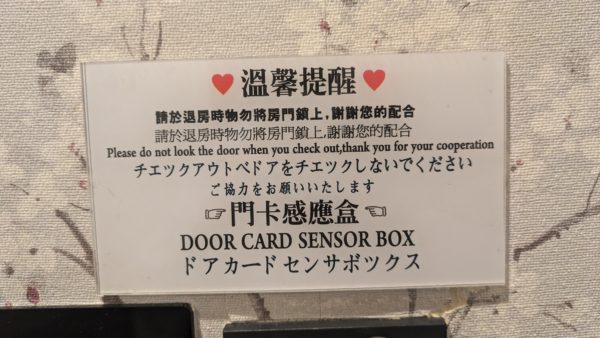 ♥溫馨提醒♥
請於退房時物勿將房門鎖上,謝謝您的配合
請於退房時物勿將房門鎖上,謝謝您的配合
Please do not look the door when you check out,thank you for your cooperation
チエックアウトベドアをチエックしないでください
ご協力をお願いいたします
☞門卡感應盒☜
DOOR CARD SENSOR BOX
ドアカードセンサボツクス